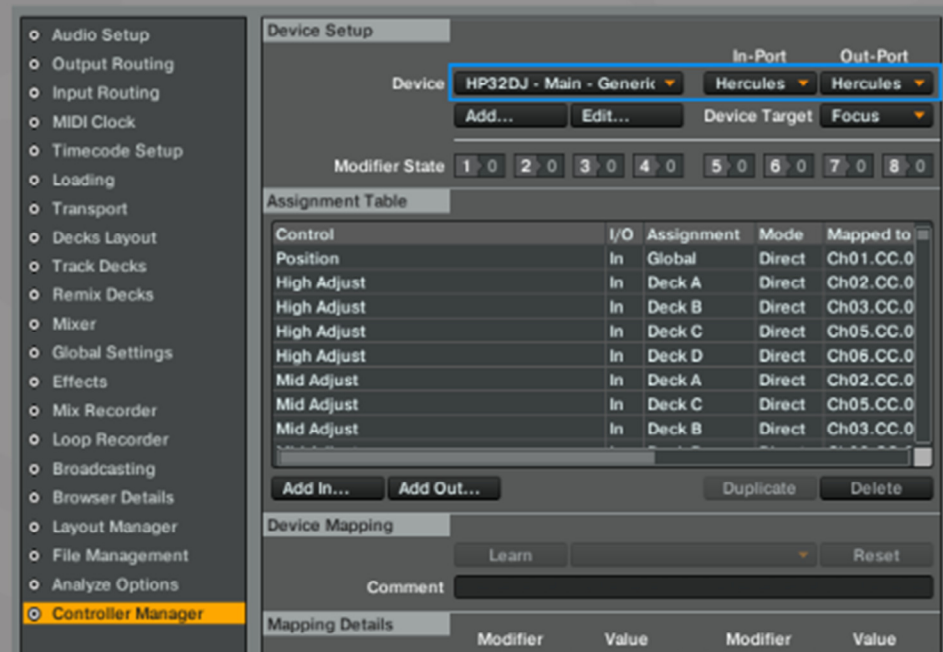 Audio Setup
Output Routing
Input Routing
MIDI Clock
Timecode Setup
Loading
Transport
Decks Layout
Track Decks
Remix Decks
Mixer
Global Settings
Effects
Mix Recorder
Loop Recorder
Broadcasting
Browser Details
Layout Manager
File Management
Analyze Options
Controller Manager
Device Setup
In-Port Out-Port
Device HP32DJ - Main - Generic Hercules Hercules
Add... Edit... Device Target Focus
Modifier State 1 0 2 0 3 0 4 0 5 0 6 0 7 0 8 0
Assignment Table
Control I/O Assignment Mode Mapped to
Position In Global Direct Ch01.CC.0
High Adjust In Deck A Direct Ch02.CC.0
High Adjust In Deck B Direct Ch03.CC.0
High Adjust In Deck C Direct Ch05.CC.0
High Adjust In Deck D Direct Ch06.CC.0
Mid Adjust In Deck A Direct Ch02.CC.0
Mid Adjust In Deck C Direct Ch05.CC.0
Mid Adjust In Deck B Direct Ch03.CC.0
Add In... Add Out... Duplicate Delete
Device Mapping
Learn Reset
Comment
Mapping Details
Modifier Value Modifier Value